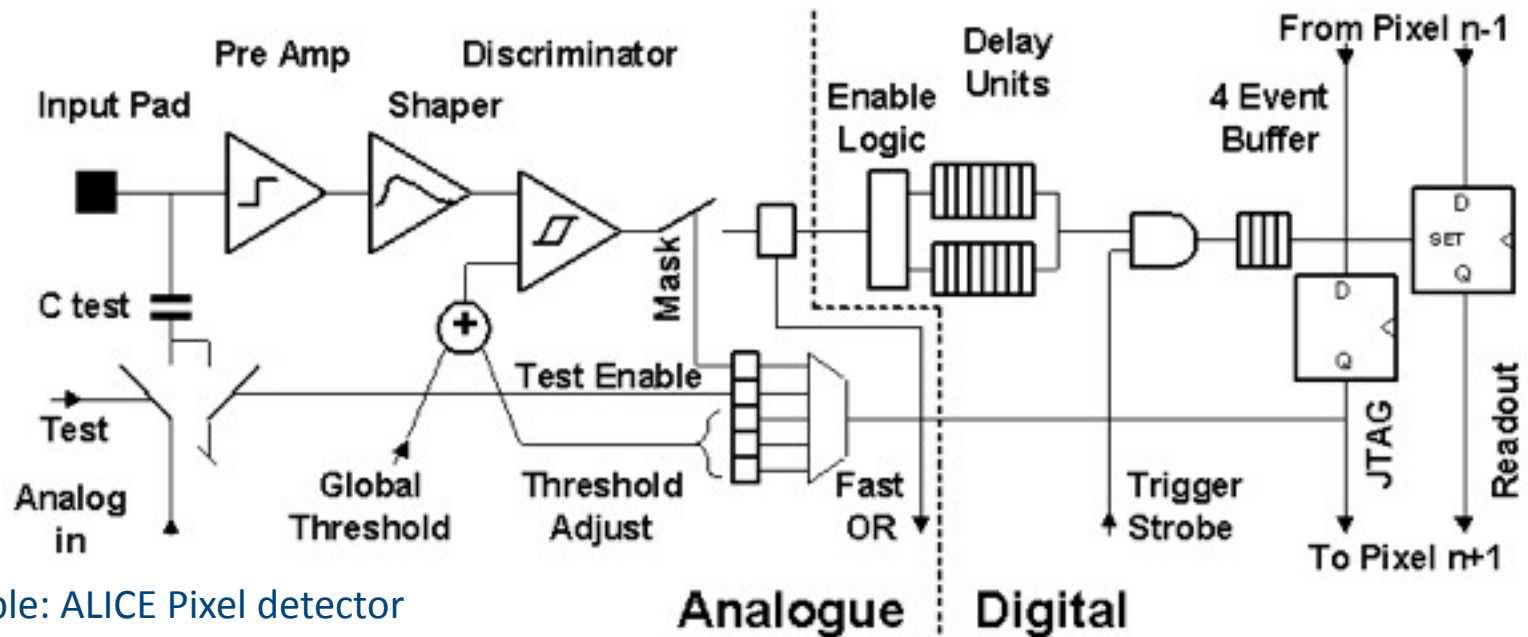 From Pixel n-1
Delay
Units
Pre Amp
Discriminator
Input Pad
Shaper
Enable
Logic
4 Event
Buffer
D
SET
Q
Mask
C test
+
D
Q
Test Enable
Test
JTAG
Readout
Analog
in
Global
Threshold
Threshold
Adjust
Fast
OR
Trigger
Strobe
To Pixel n+1
ple: ALICE Pixel detector
Analogue
Digital